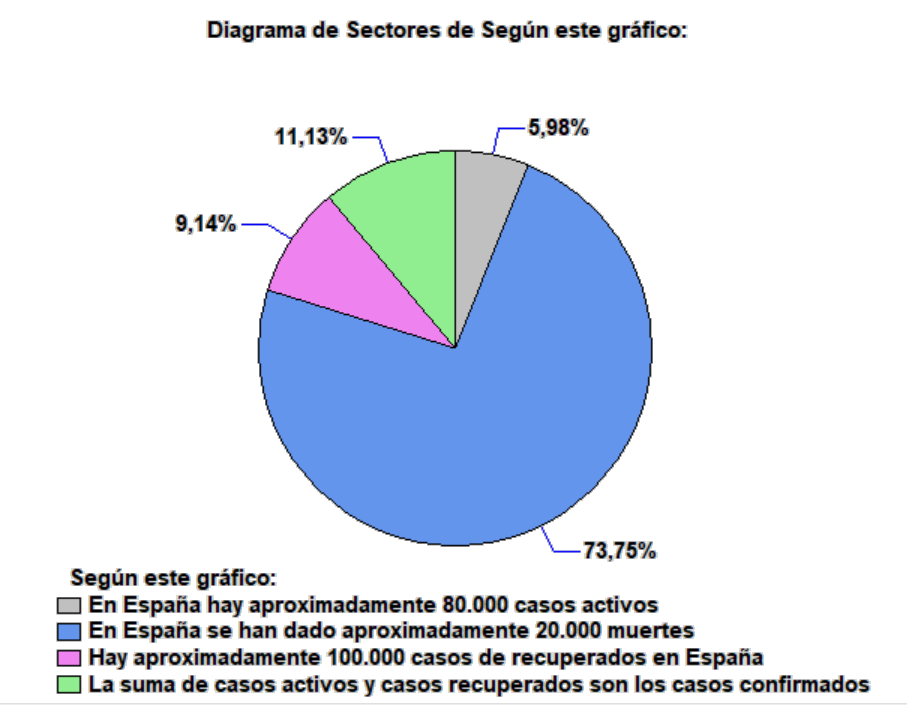 Diagrama de Sectores de Según este gráfico:
11,13%
5,98%
9,14%
73,75%
Según este gráfico:
En España hay aproximadamente 80.000 casos activos
En España se han dado aproximadamente 20.000 muertes
Hay aproximadamente 100.000 casos de recuperados en España
La suma de casos activos y casos recuperados son los casos confirmados